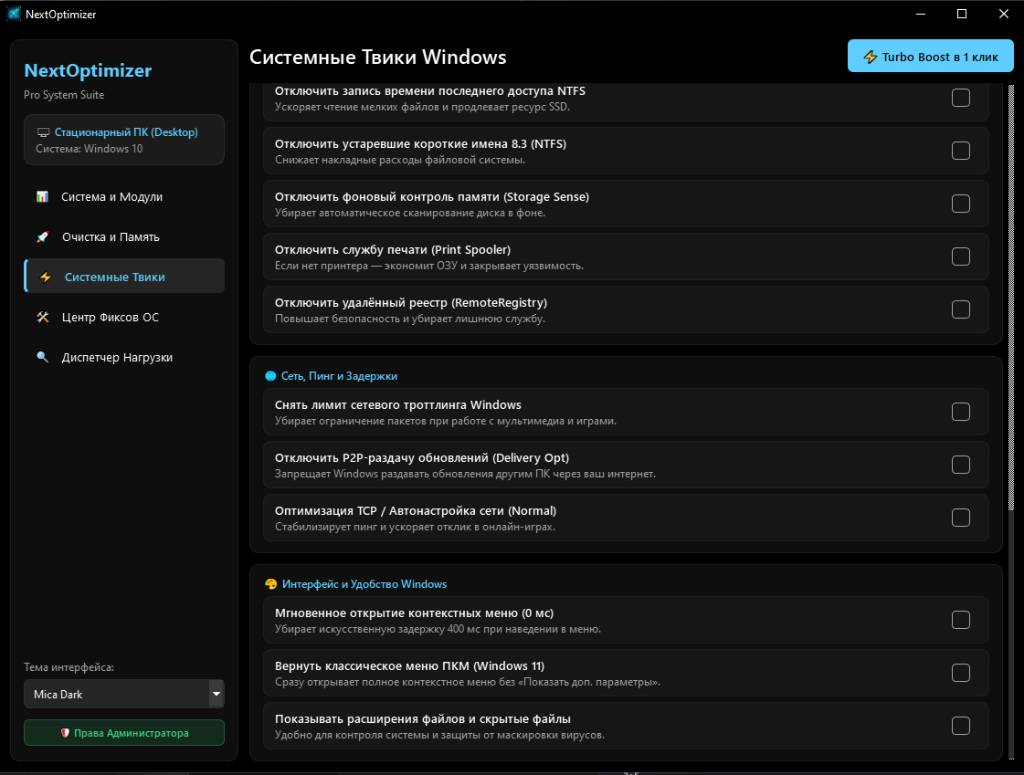 NextOptimizer
NextOptimizer
Pro System Suite
Стационарный ПК (Desktop)
Система: Windows 10
Система и Модули
Очистка и Память
Системные Твики
Центр Фиксов ОС
Диспетчер Нагрузки
Тема интерфейса:
Mica Dark
Права Администратора
Системные Твики Windows
Turbo Boost в 1 клик
Отключить запись времени последнего доступа NTFS
Ускоряет чтение мелких файлов и продлевает ресурс SSD.
Отключить устаревшие короткие имена 8.3 (NTFS)
Снижает накладные расходы файловой системы.
Отключить фоновый контроль памяти (Storage Sense)
Убирает автоматическое сканирование диска в фоне.
Отключить службу печати (Print Spooler)
Если нет принтера — экономит ОЗУ и закрывает уязвимость.
Отключить удалённый реестр (RemoteRegistry)
Повышает безопасность и убирает лишнюю службу.
Сеть, Пинг и Задержки
Снять лимит сетевого троттлинга Windows
Убирает ограничение пакетов при работе с мультимедиа и играми.
Отключить P2P-раздачу обновлений (Delivery Opt)
Запрещает Windows раздавать обновления другим ПК через ваш интернет.
Оптимизация TCP / Автонастройка сети (Normal)
Стабилизирует пинг и ускоряет отклик в онлайн-играх.
Интерфейс и Удобство Windows
Мгновенное открытие контекстных меню (0 мс)
Убирает искусственную задержку 400 мс при наведении в меню.
Вернуть классическое меню ПКМ (Windows 11)
Сразу открывает полное контекстное меню без «Показать доп. параметры».
Показывать расширения файлов и скрытые файлы
Удобно для контроля системы и защиты от маскировки вирусов.